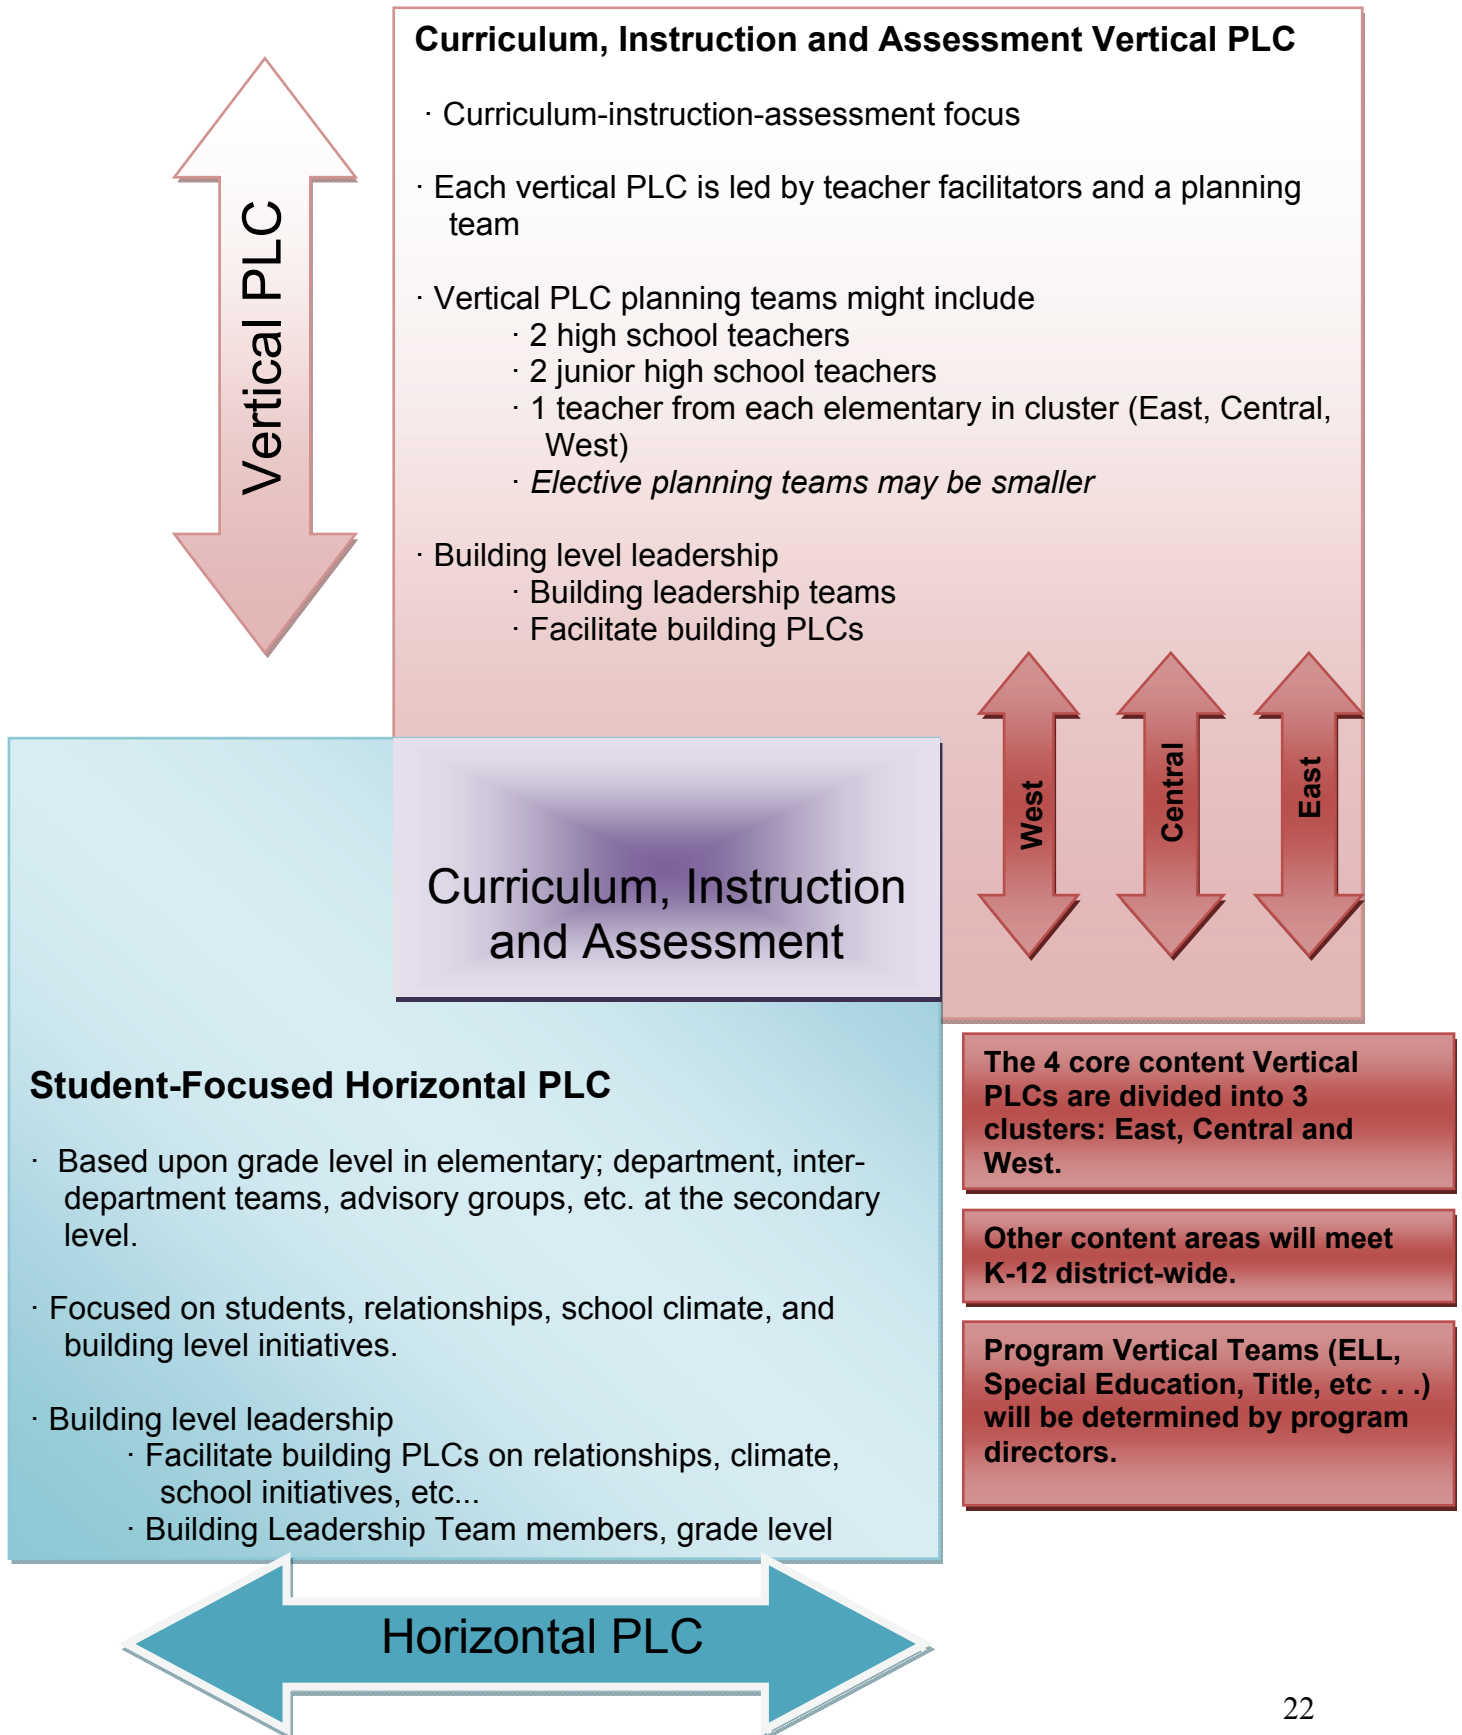 Curriculum, Instruction and Assessment Vertical PLC
· Curriculum-instruction-assessment focus
· Each vertical PLC is led by teacher facilitators and a planning
team
· Vertical PLC planning teams might include
· 2 high school teachers
· 2 junior high school teachers
· 1 teacher from each elementary in cluster (East, Central,
West)
· Elective planning teams may be smaller
· Building level leadership
· Building leadership teams
· Facilitate building PLCs
Vertical PLC
West
Central
East
Curriculum, Instruction
and Assessment
Student-Focused Horizontal PLC
· Based upon grade level in elementary; department, inter-
department teams, advisory groups, etc. at the secondary
level.
· Focused on students, relationships, school climate, and
building level initiatives.
· Building level leadership
· Facilitate building PLCs on relationships, climate,
school initiatives, etc...
· Building Leadership Team members, grade level
The 4 core content Vertical
PLCs are divided into 3
clusters: East, Central and
West.
Other content areas will meet
K-12 district-wide.
Program Vertical Teams (ELL,
Special Education, Title, etc . . .)
will be determined by program
directors.
Horizontal PLC
22